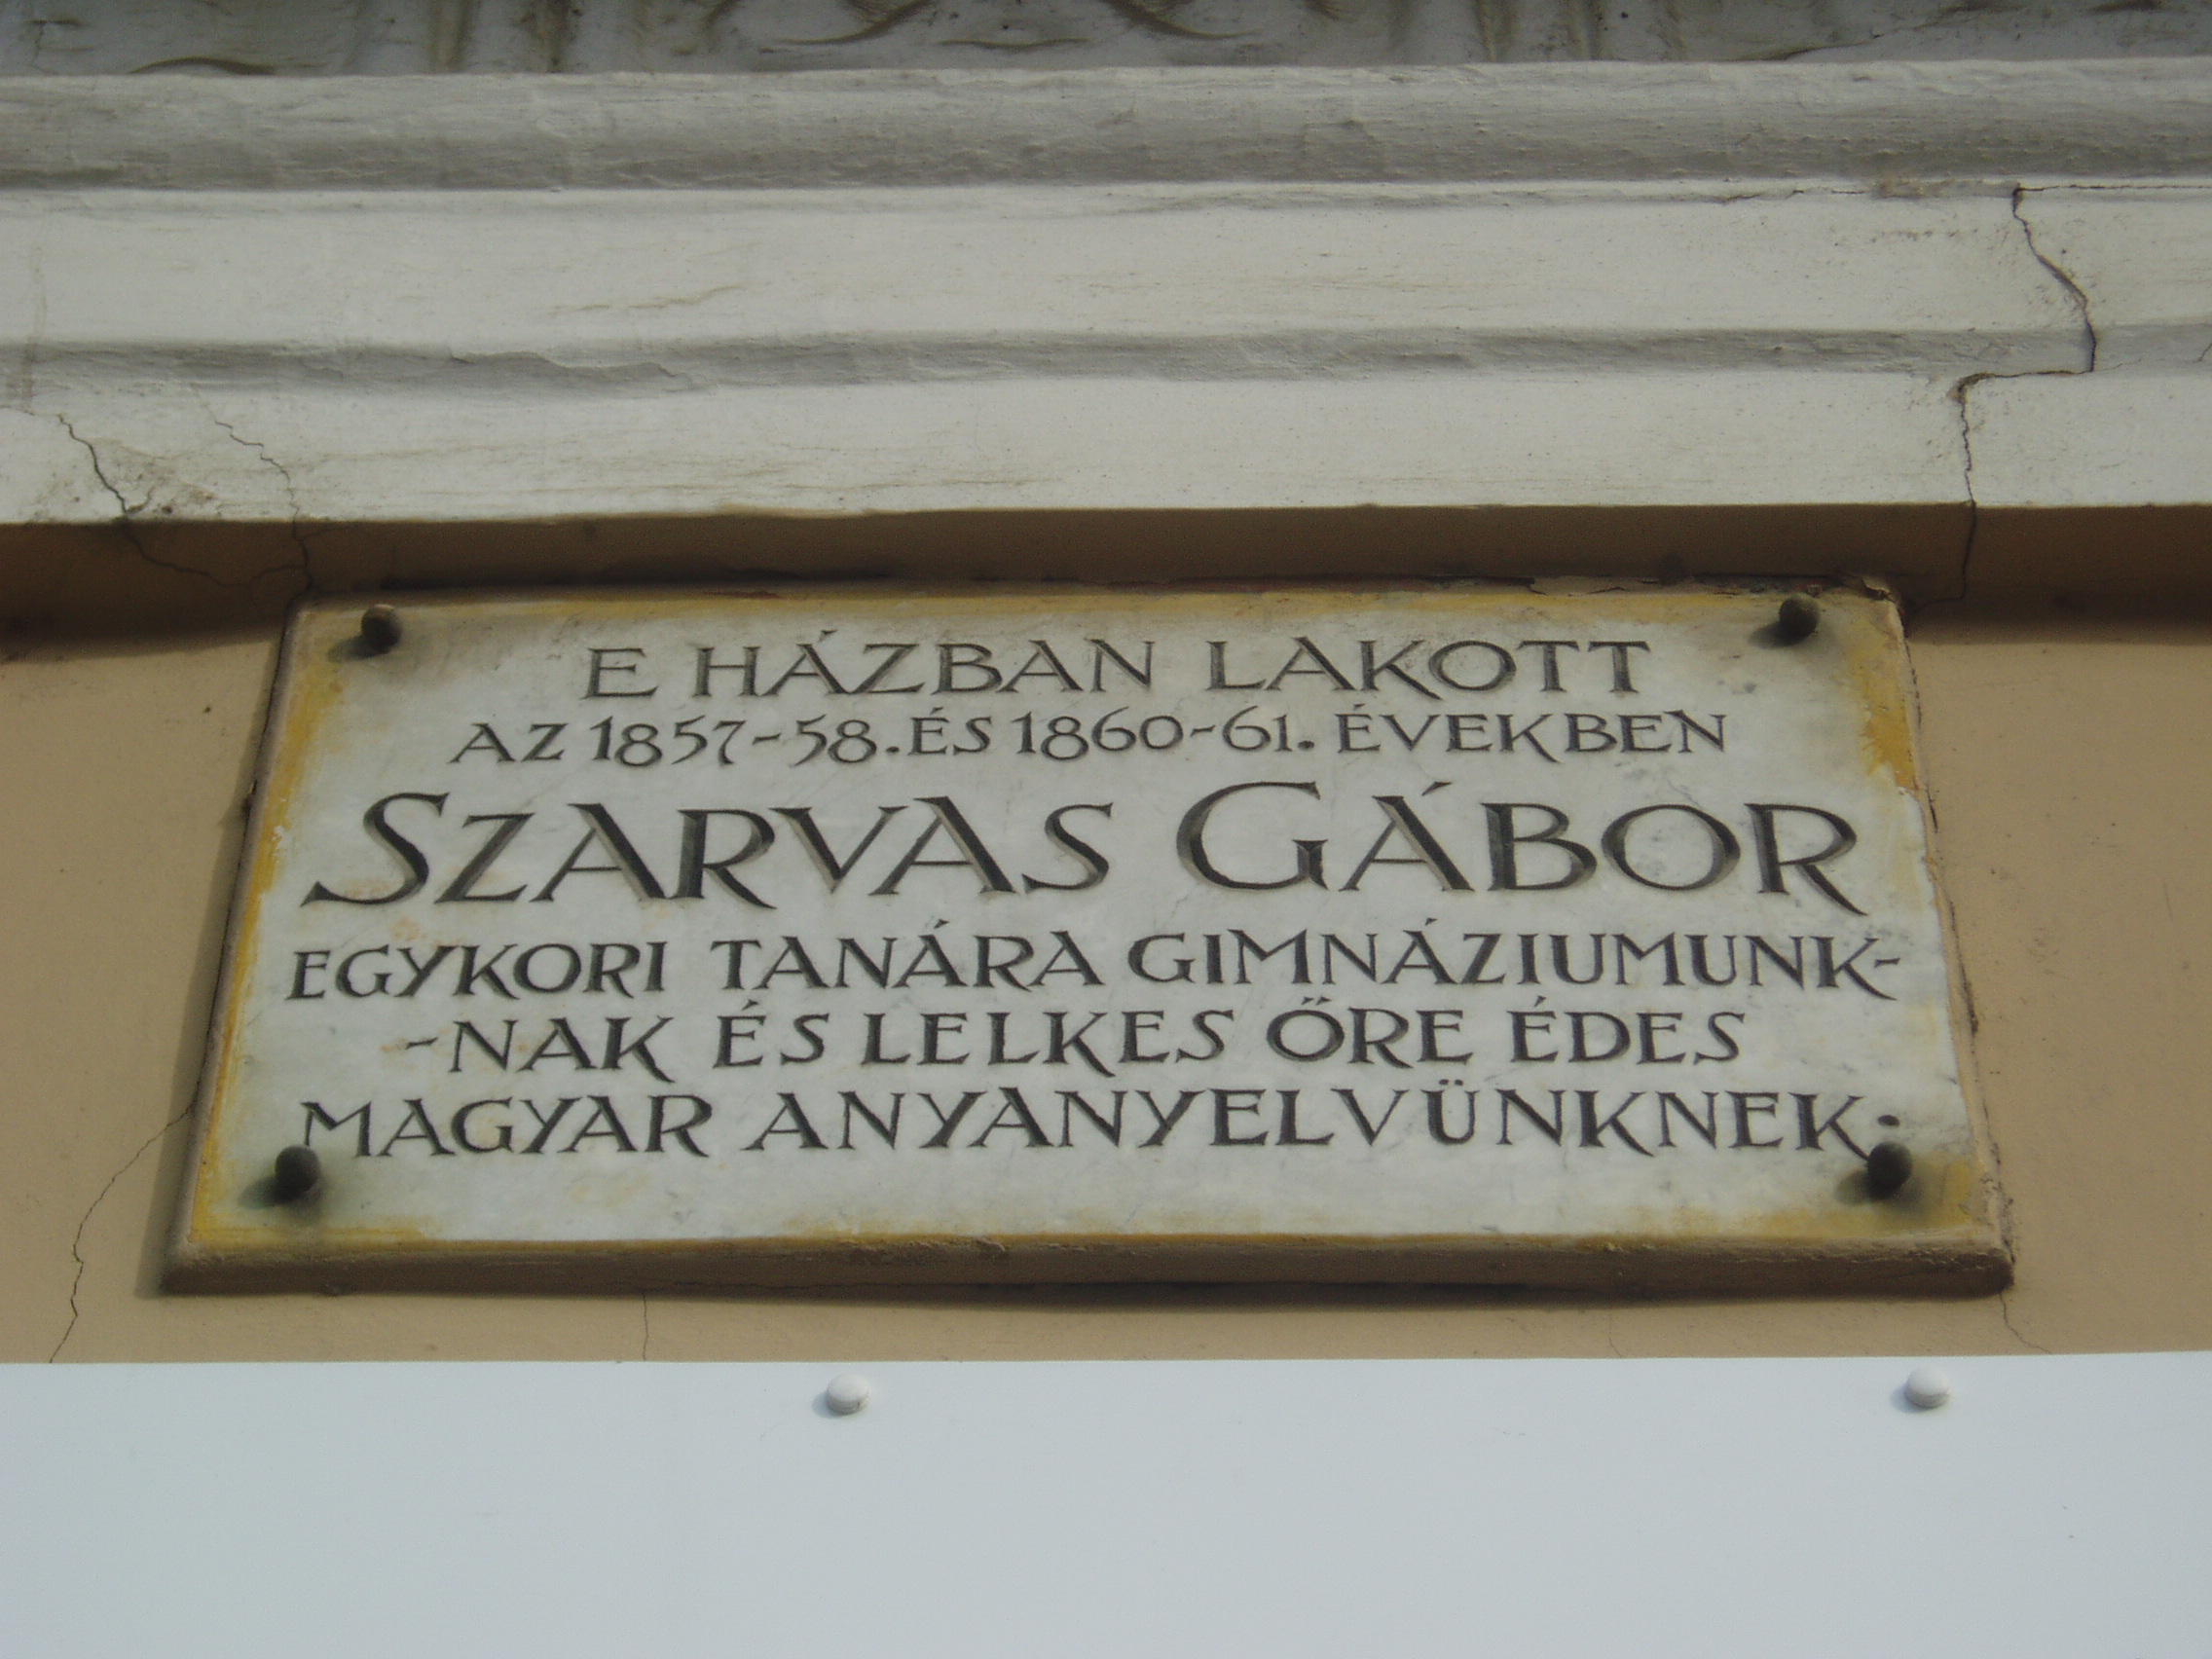 E HÁZBAN LAKOTT
AZ 1857-58. ÉS 1860-61. ÉVEKBEN
SZARVAS GÁBOR
EGYKORI TANÁRA GIMNÁZIUMUNK-
-NAK ÉS LELKES ŐRE ÉDES
MAGYAR ANYANYELVÜNKNEK.